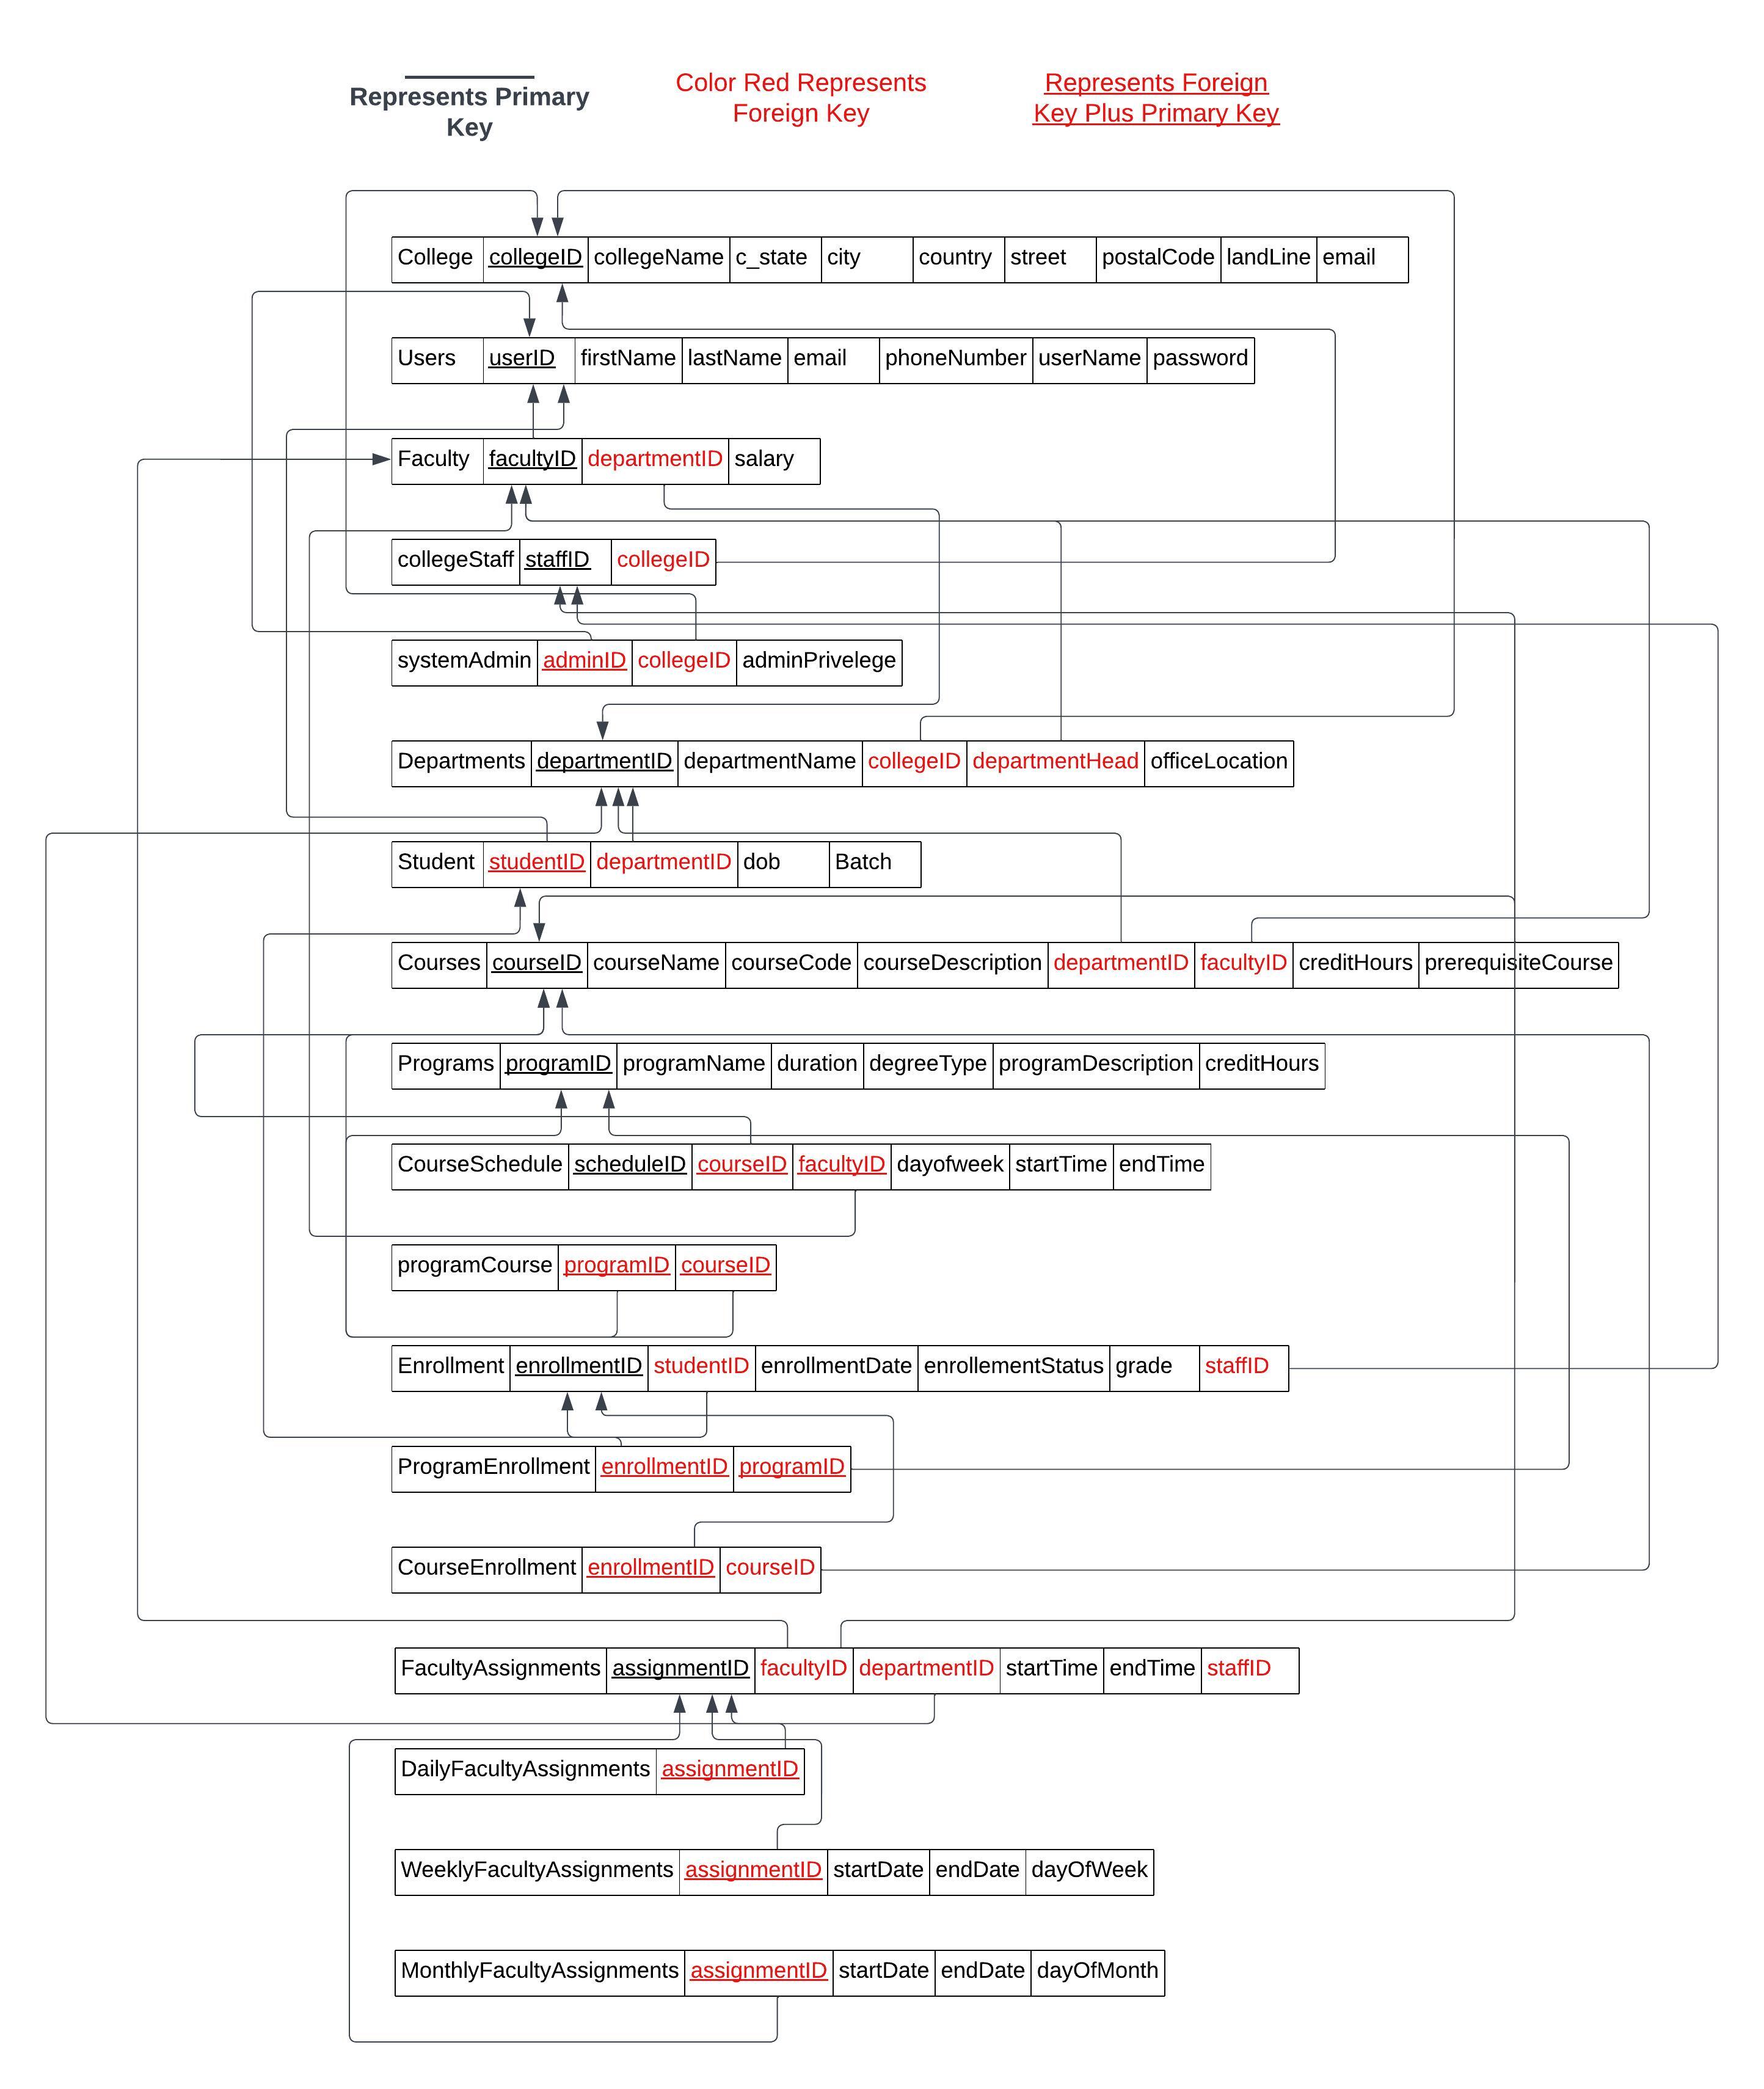 Represents Primary
Key
Color Red Represents
Foreign Key
Represents Foreign
Key Plus Primary Key
College collegeID collegeName c_state city country street postalCode landLine email
Users userID firstName lastName email phoneNumber userName password
Faculty facultyID departmentID salary
collegeStaff staffID collegeID
systemAdmin adminID collegeID adminPrivelege
Departments departmentID departmentName collegeID departmentHead officeLocation
Student studentID departmentID dob Batch
Courses courseID courseName courseCode courseDescription departmentID facultyID creditHours prerequisiteCourse
Programs programID programName duration degreeType programDescription creditHours
CourseSchedule scheduleID courseID facultyID dayofweek startTime endTime
programCourse programID courseID
Enrollment enrollmentID studentID enrollmentDate enrollementStatus grade staffID
ProgramEnrollment enrollmentID programID
CourseEnrollment enrollmentID courseID
FacultyAssignments assignmentID facultyID departmentID startTime endTime staffID
DailyFacultyAssignments assignmentID
WeeklyFacultyAssignments assignmentID startDate endDate dayOfWeek
MonthlyFacultyAssignments assignmentID startDate endDate dayOfMonth